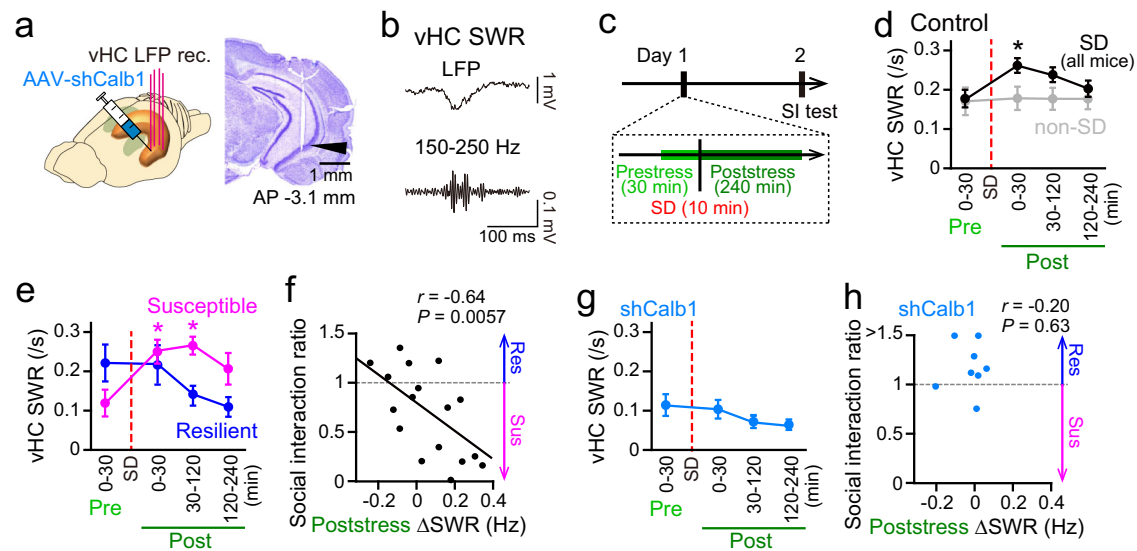 a
vHC LFP rec.
AAV-shCalb1
1 mm
AP -3.1 mm
b
vHC SWR
LFP
1 mV
150-250 Hz
0.1 mV
100 ms
c
Day 1
2
SI test
Prestress (30 min)
Poststress (240 min)
SD (10 min)
d
Control
SD (all mice)
*
non-SD
vHC SWR (/s)
0.3
0.2
0.1
0
0-30
SD
0-30
30-120
120-240
(min)
Pre
Post
e
Susceptible
* *
Resilient
vHC SWR (/s)
0.3
0.2
0.1
0
0-30
SD
0-30
30-120
120-240
(min)
Pre
Post
f
r = -0.64
P = 0.0057
Social interaction ratio
1.5
1
0.5
0
Res
Sus
-0.2 0 0.2 0.4
Poststress ΔSWR (Hz)
g
shCalb1
vHC SWR (/s)
0.3
0.2
0.1
0
0-30
SD
0-30
30-120
120-240
(min)
Pre
Post
h
shCalb1
r = -0.20
P = 0.63
Social interaction ratio
>1.5
1
1.5
0
Res
Sus
-0.2 0 0.2 0.4
Poststress ΔSWR (Hz)